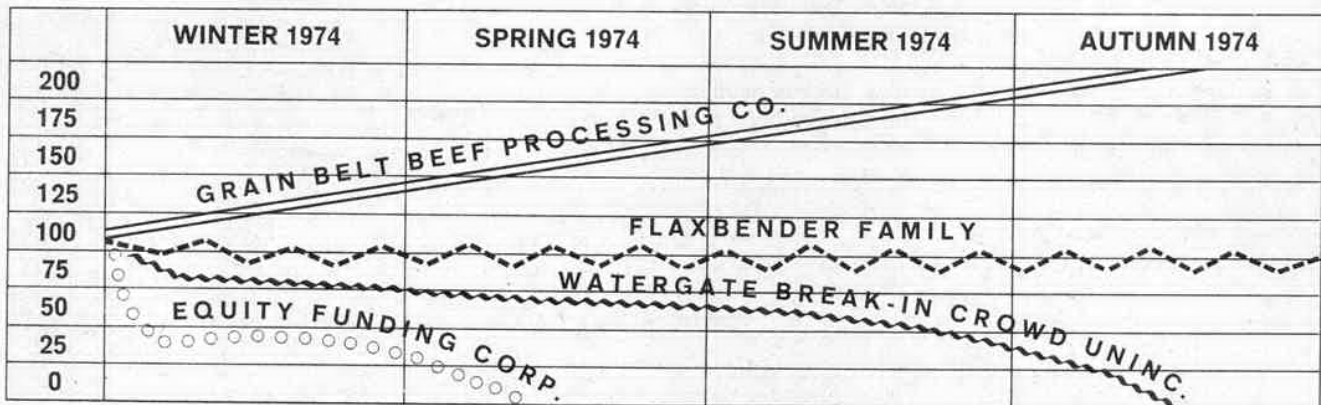 WINTER 1974 SPRING 1974 SUMMER 1974 AUTUMN 1974
200
175
150
125
100
75
50
25
0
GRAIN BELT BEEF PROCESSING CO.
FLAXBENDER FAMILY
WATERGATE BREAK-IN CROWD UNINC.
EQUITY FUNDING CORP.